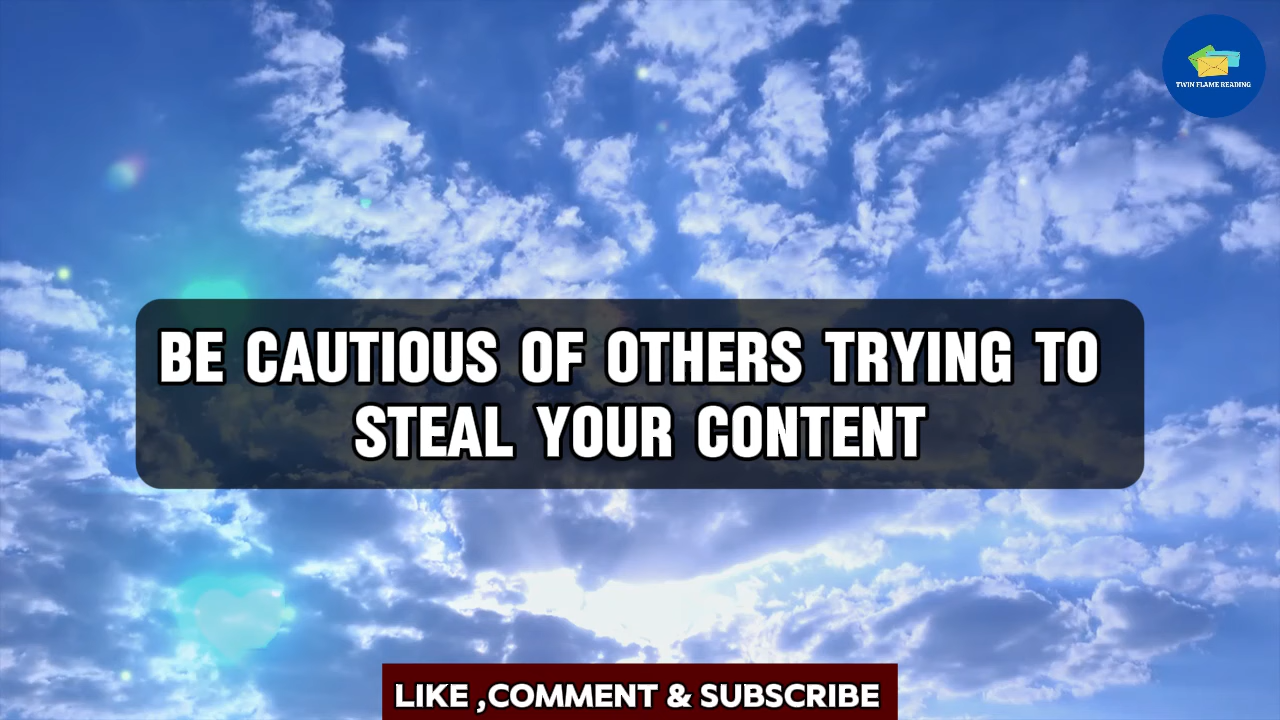 TWIN FLAME READING
BE CAUTIOUS OF OTHERS TRYING TO
STEAL YOUR CONTENT
LIKE ,COMMENT & SUBSCRIBE